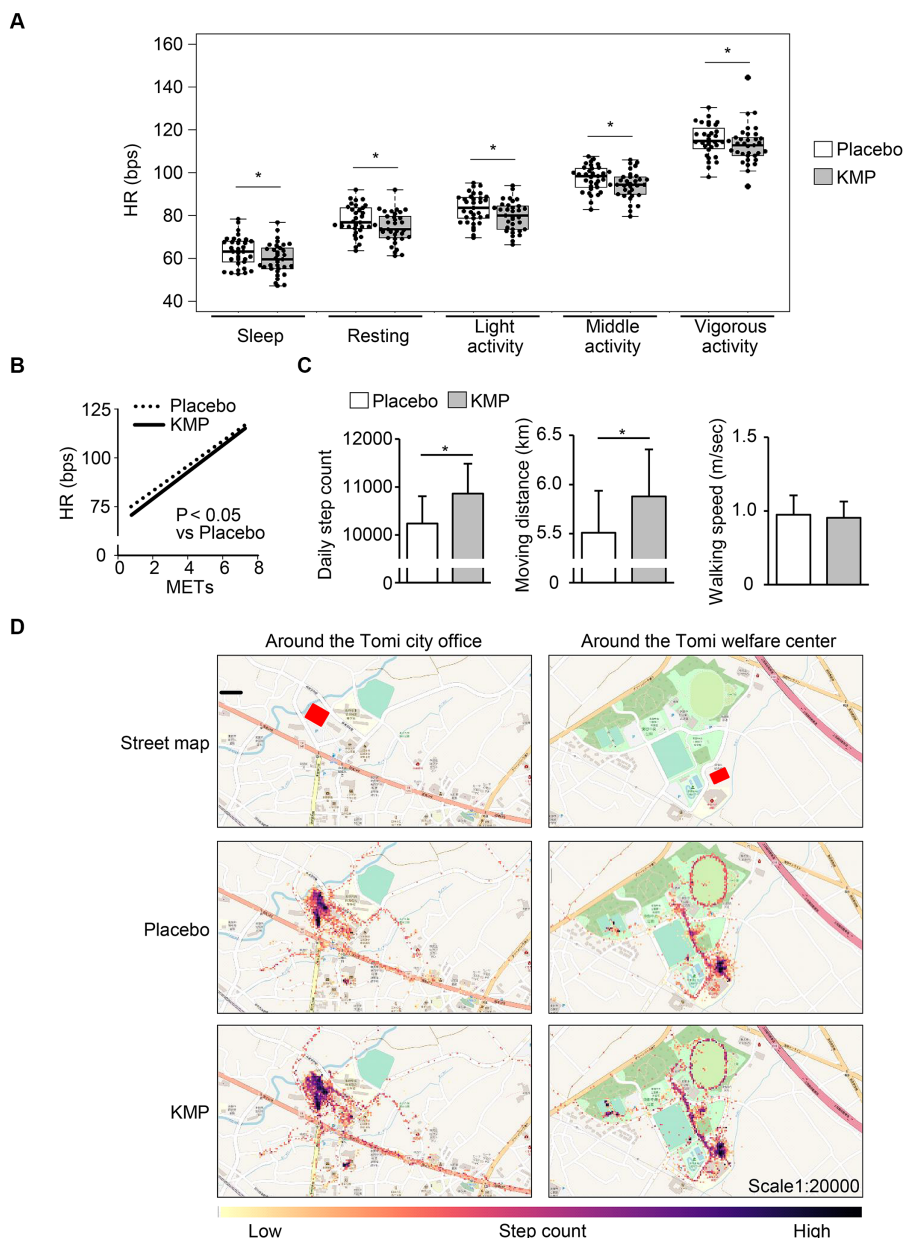 A
160
140
120
100
80
60
40
HR (bps)
*
*
*
*
*
Placebo
KMP
Sleep
Resting
Light
activity
Middle
activity
Vigorous
activity
B
Placebo
KMP
125
100
75
0
HR (bps)
P < 0.05
vs Placebo
0 2 4 6 8
METs
C
Placebo
KMP
Daily step count
12000
11000
10000
0
*
Moving distance (km)
6.5
6.0
5.5
0
*
Walking speed (m/sec)
1.5
1.0
0
D
Around the Tomi city office
Around the Tomi welfare center
Street map
Placebo
KMP
Scale1:20000
Low
Step count
High